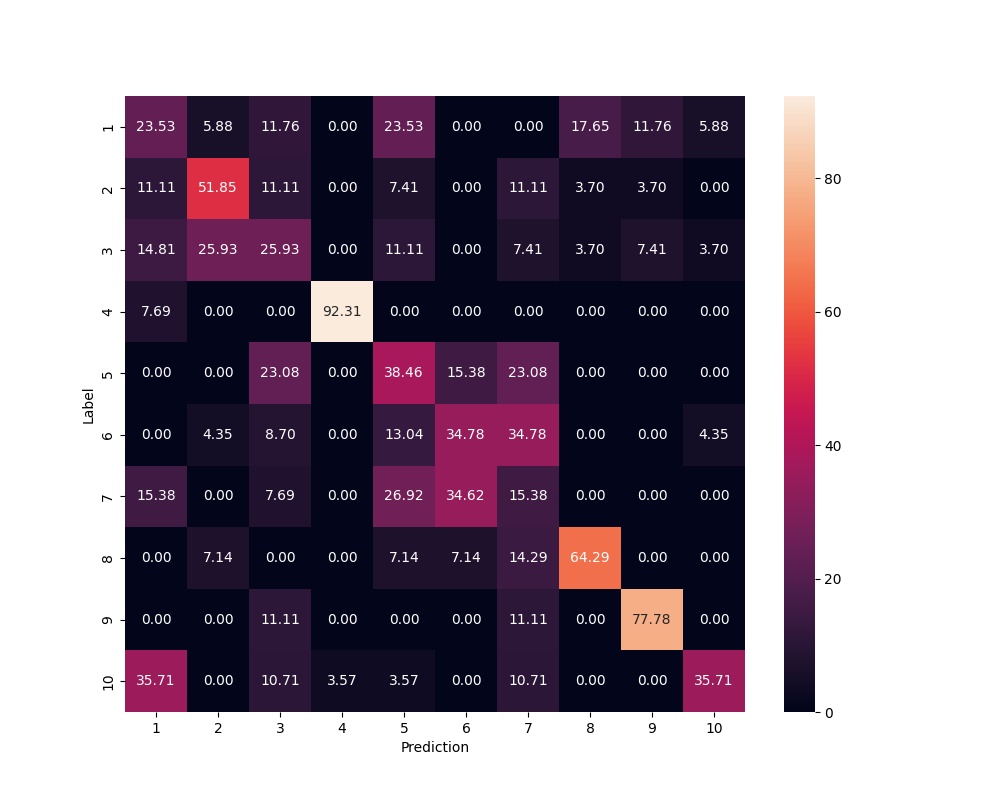 1 23.53 5.88 11.76 0.00 23.53 0.00 0.00 17.65 11.76 5.88
2 11.11 51.85 11.11 0.00 7.41 0.00 11.11 3.70 3.70 0.00
3 14.81 25.93 25.93 0.00 11.11 0.00 7.41 3.70 7.41 3.70
4 7.69 0.00 0.00 92.31 0.00 0.00 0.00 0.00 0.00 0.00
5 0.00 0.00 23.08 0.00 38.46 15.38 23.08 0.00 0.00 0.00
6 0.00 4.35 8.70 0.00 13.04 34.78 34.78 0.00 0.00 4.35
7 15.38 0.00 7.69 0.00 26.92 34.62 15.38 0.00 0.00 0.00
8 0.00 7.14 0.00 0.00 7.14 7.14 14.29 64.29 0.00 0.00
9 0.00 0.00 11.11 0.00 0.00 0.00 11.11 0.00 77.78 0.00
10 35.71 0.00 10.71 3.57 3.57 0.00 10.71 0.00 0.00 35.71
1 2 3 4 5 6 7 8 9 10
Prediction
Label
80
60
40
20
0